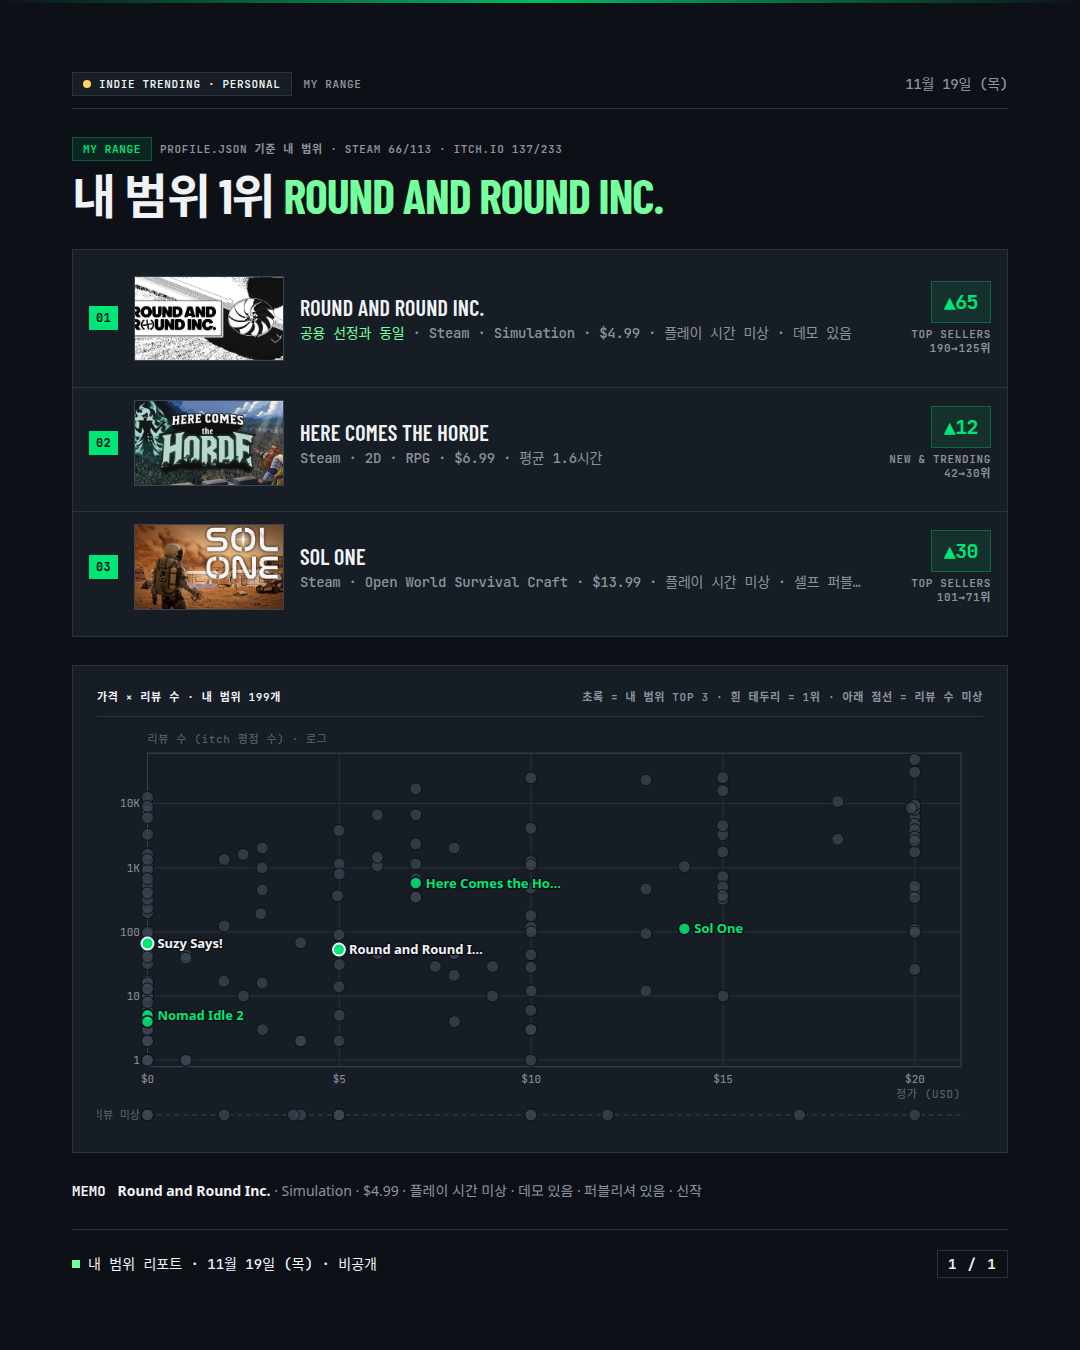 INDIE TRENDING · PERSONAL MY RANGE 11월 19일 (목)
MY RANGE PROFILE.JSON 기준 내 범위 · STEAM 66/113 · ITCH.IO 137/233
내 범위 1위 ROUND AND ROUND INC.
01
ROUND AND
ROUND INC.
ROUND AND ROUND INC.
공용 선정과 동일 · Steam · Simulation · $4.99 · 플레이 시간 미상 · 데모 있음
▲65
TOP SELLERS
190→125위
02
HERE COMES
the
HORDE
HERE COMES THE HORDE
Steam · 2D · RPG · $6.99 · 평균 1.6시간
▲12
NEW & TRENDING
42→30위
03
SOL
ONE
SOL ONE
Steam · Open World Survival Craft · $13.99 · 플레이 시간 미상 · 셀프 퍼블…
▲30
TOP SELLERS
101→71위
가격 × 리뷰 수 · 내 범위 199개
초록 = 내 범위 TOP 3 · 흰 테두리 = 1위 · 아래 점선 = 리뷰 수 미상
리뷰 수 (itch 평점 수) · 로그
10K
1K
Here Comes the Ho…
100
Sol One
Suzy Says!
Round and Round I…
10
Nomad Idle 2
1
$0 $5 $10 $15 $20
정가 (USD)
리뷰 미상
MEMO Round and Round Inc. · Simulation · $4.99 · 플레이 시간 미상 · 데모 있음 · 퍼블리셔 있음 · 신작
내 범위 리포트 · 11월 19일 (목) · 비공개
1 / 1